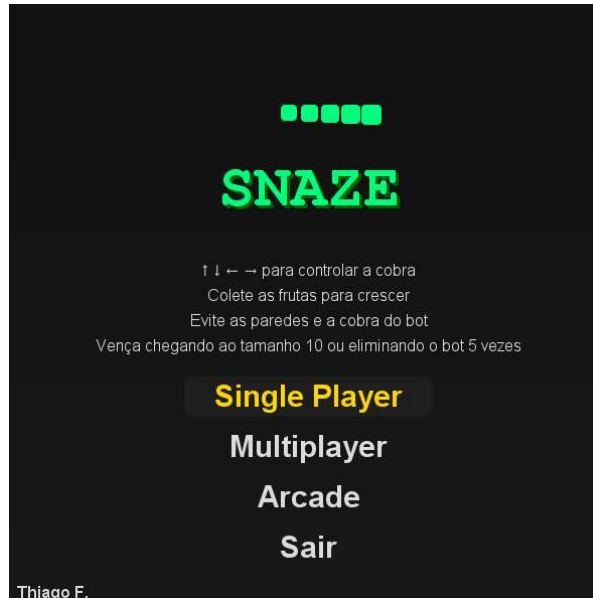 SNAZE
↑ ↓ ← → para controlar a cobra
Colete as frutas para crescer
Evite as paredes e a cobra do bot
Vença chegando ao tamanho 10 ou eliminando o bot 5 vezes
Single Player
Multiplayer
Arcade
Sair
Thiago F.